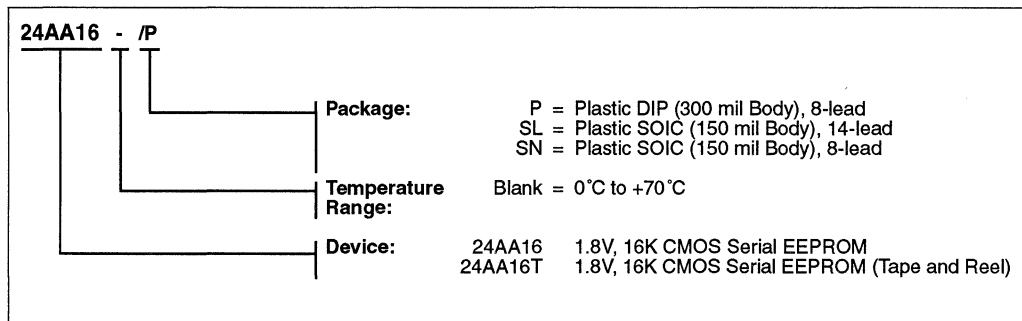 24AA16 - /P
Package: P = Plastic DIP (300 mil Body), 8-lead
SL = Plastic SOIC (150 mil Body), 14-lead
SN = Plastic SOIC (150 mil Body), 8-lead
Temperature Blank = 0°C to +70°C
Range:
Device: 24AA16 1.8V, 16K CMOS Serial EEPROM
24AA16T 1.8V, 16K CMOS Serial EEPROM (Tape and Reel)